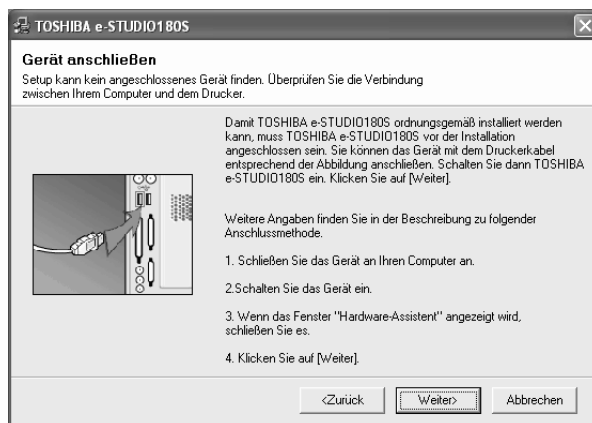 TOSHIBA e-STUDIO180S
Gerät anschließen
Setup kann kein angeschlossenes Gerät finden. Überprüfen Sie die Verbindung
zwischen Ihrem Computer und dem Drucker.
Damit TOSHIBA e-STUDIO180S ordnungsgemäß installiert werden
kann, muss TOSHIBA e-STUDIO180S vor der Installation
angeschlossen sein. Sie können das Gerät mit dem Druckerkabel
entsprechend der Abbildung anschließen. Schalten Sie dann TOSHIBA
e-STUDIO180S ein. Klicken Sie auf [Weiter].
Weitere Angaben finden Sie in der Beschreibung zu folgender
Anschlussmethode.
1. Schließen Sie das Gerät an Ihren Computer an.
2.Schalten Sie das Gerät ein.
3. Wenn das Fenster "Hardware-Assistent" angezeigt wird,
schließen Sie es.
4. Klicken Sie auf [Weiter].
<Zurück
Weiter>
Abbrechen